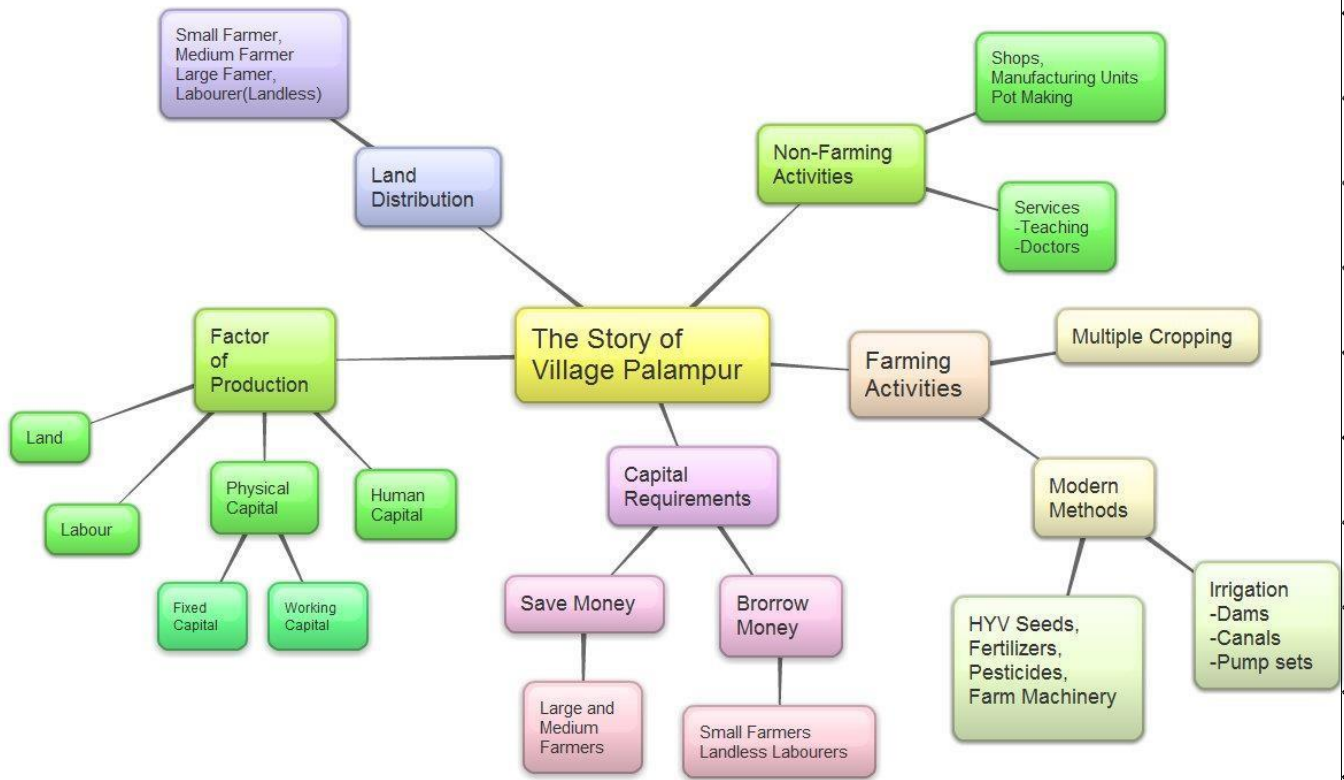 Small Farmer,
Medium Farmer
Large Famer,
Labourer(Landless)
Land
Distribution
Shops,
Manufacturing Units
Pot Making
Non-Farming
Activities
Services
-Teaching
-Doctors
The Story of
Village Palampur
Factor
of
Production
Land
Labour
Physical
Capital
Human
Capital
Fixed
Capital
Working
Capital
Capital
Requirements
Save Money
Brorrow
Money
Large and
Medium
Farmers
Small Farmers
Landless Labourers
Farming
Activities
Multiple Cropping
Modern
Methods
HYV Seeds,
Fertilizers,
Pesticides,
Farm Machinery
Irrigation
-Dams
-Canals
-Pump sets